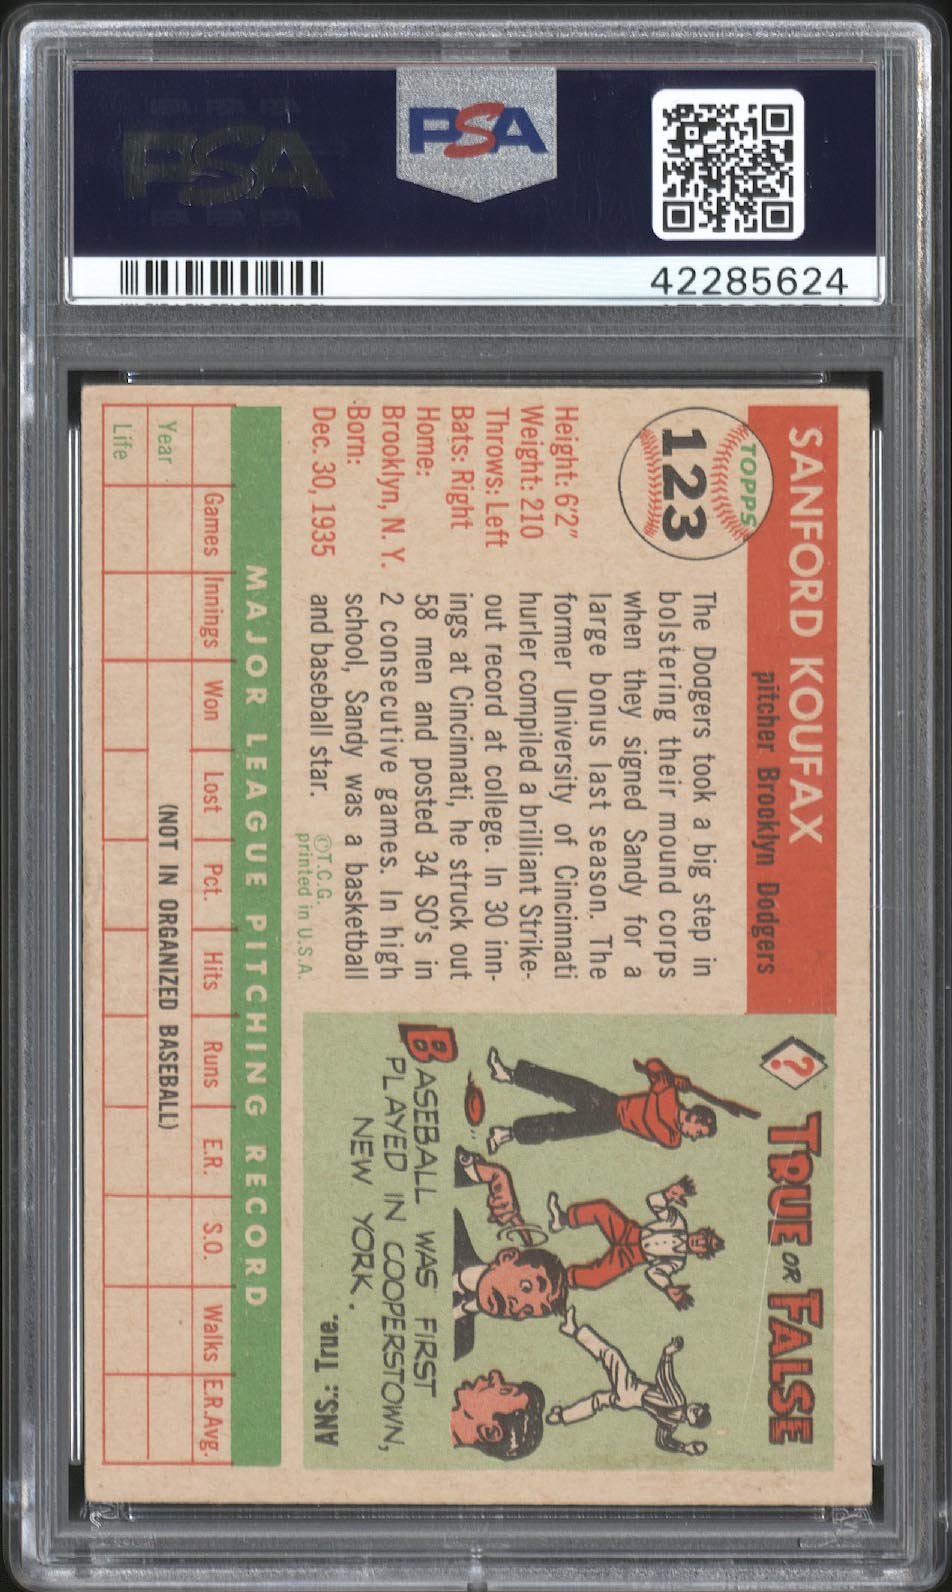 PSA
PSA
42285624
TOPPS
123
SANFORD KOUFAX
pitcher Brooklyn Dodgers
Height: 6'2"
Weight: 210
Throws: Left
Bats: Right
Home:
Brooklyn, N. Y.
Born:
Dec. 30, 1935
The Dodgers took a big step in
bolstering their mound corps
when they signed Sandy for a
large bonus last season. The
former University of Cincinnati
hurler compiled a brilliant Strike-
out record at college. In 30 inn-
ings at Cincinnati, he struck out
58 men and posted 34 SO's in
2 consecutive games. In high
school, Sandy was a basketball
and baseball star.
©T.C.G.
printed in U.S.A.
?
TRUE OR FALSE
BASEBALL WAS FIRST
PLAYED IN COOPERSTOWN,
NEW YORK.
ANS.: True.
MAJOR LEAGUE PITCHING RECORD
Games Innings Won Lost Pct. Hits Runs E.R. S.O. Walks E.R.Avg.
Year (NOT IN ORGANIZED BASEBALL)
Life